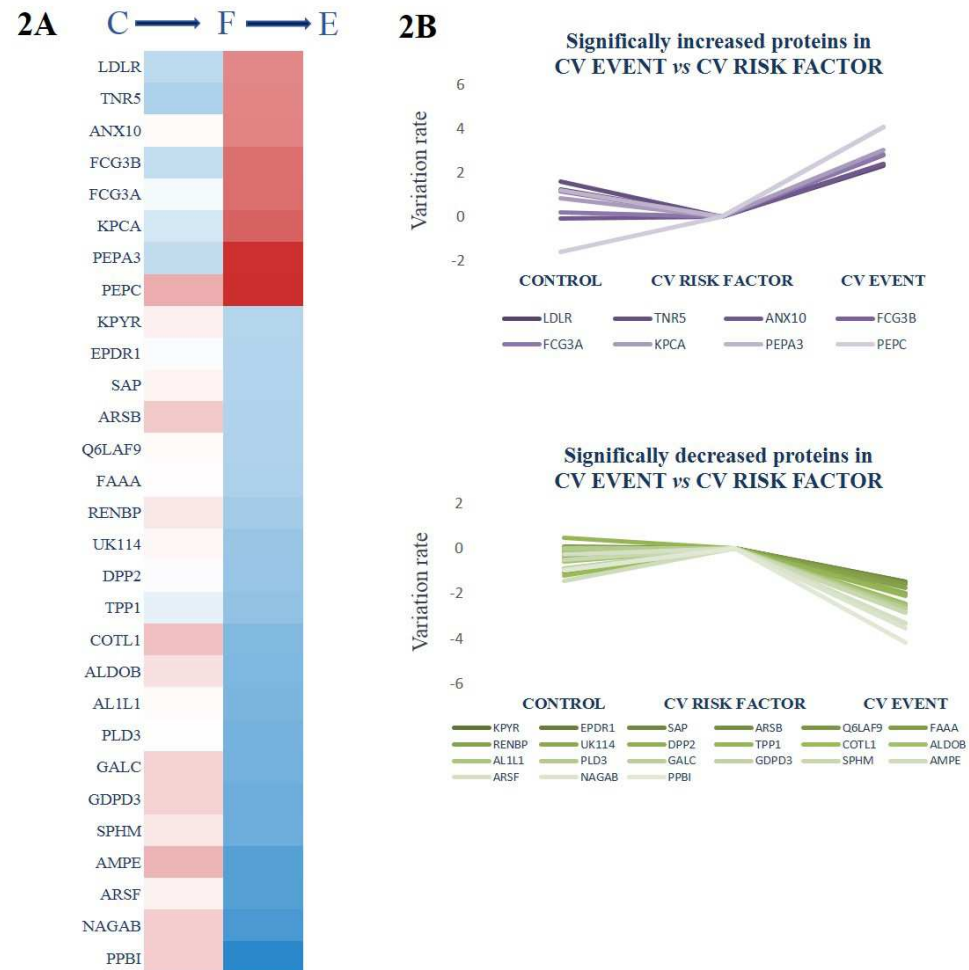 2A
C F E
LDLR
TNR5
ANX10
FCG3B
FCG3A
KPCA
PEPA3
PEPC
KPYR
EPDR1
SAP
ARSB
Q6LAF9
FAAA
RENBP
UK114
DPP2
TPP1
COTL1
ALDOB
AL1L1
PLD3
GALC
GDPD3
SPHM
AMPE
ARSF
NAGAB
PPBI
2B
Significantly increased proteins in
CV EVENT vs CV RISK FACTOR
Variation rate
6
4
2
0
-2
CONTROL CV RISK FACTOR CV EVENT
LDLR TNR5 ANX10 FCG3B
FCG3A KPCA PEPA3 PEPC
Significantly decreased proteins in
CV EVENT vs CV RISK FACTOR
Variation rate
2
0
-2
-4
-6
CONTROL CV RISK FACTOR CV EVENT
KPYR EPDR1 SAP ARSB Q6LAF9 FAAA
RENBP UK114 DPP2 TPP1 COTL1 ALDOB
AL1L1 PLD3 GALC GDPD3 SPHM AMPE
ARSF NAGAB PPBI